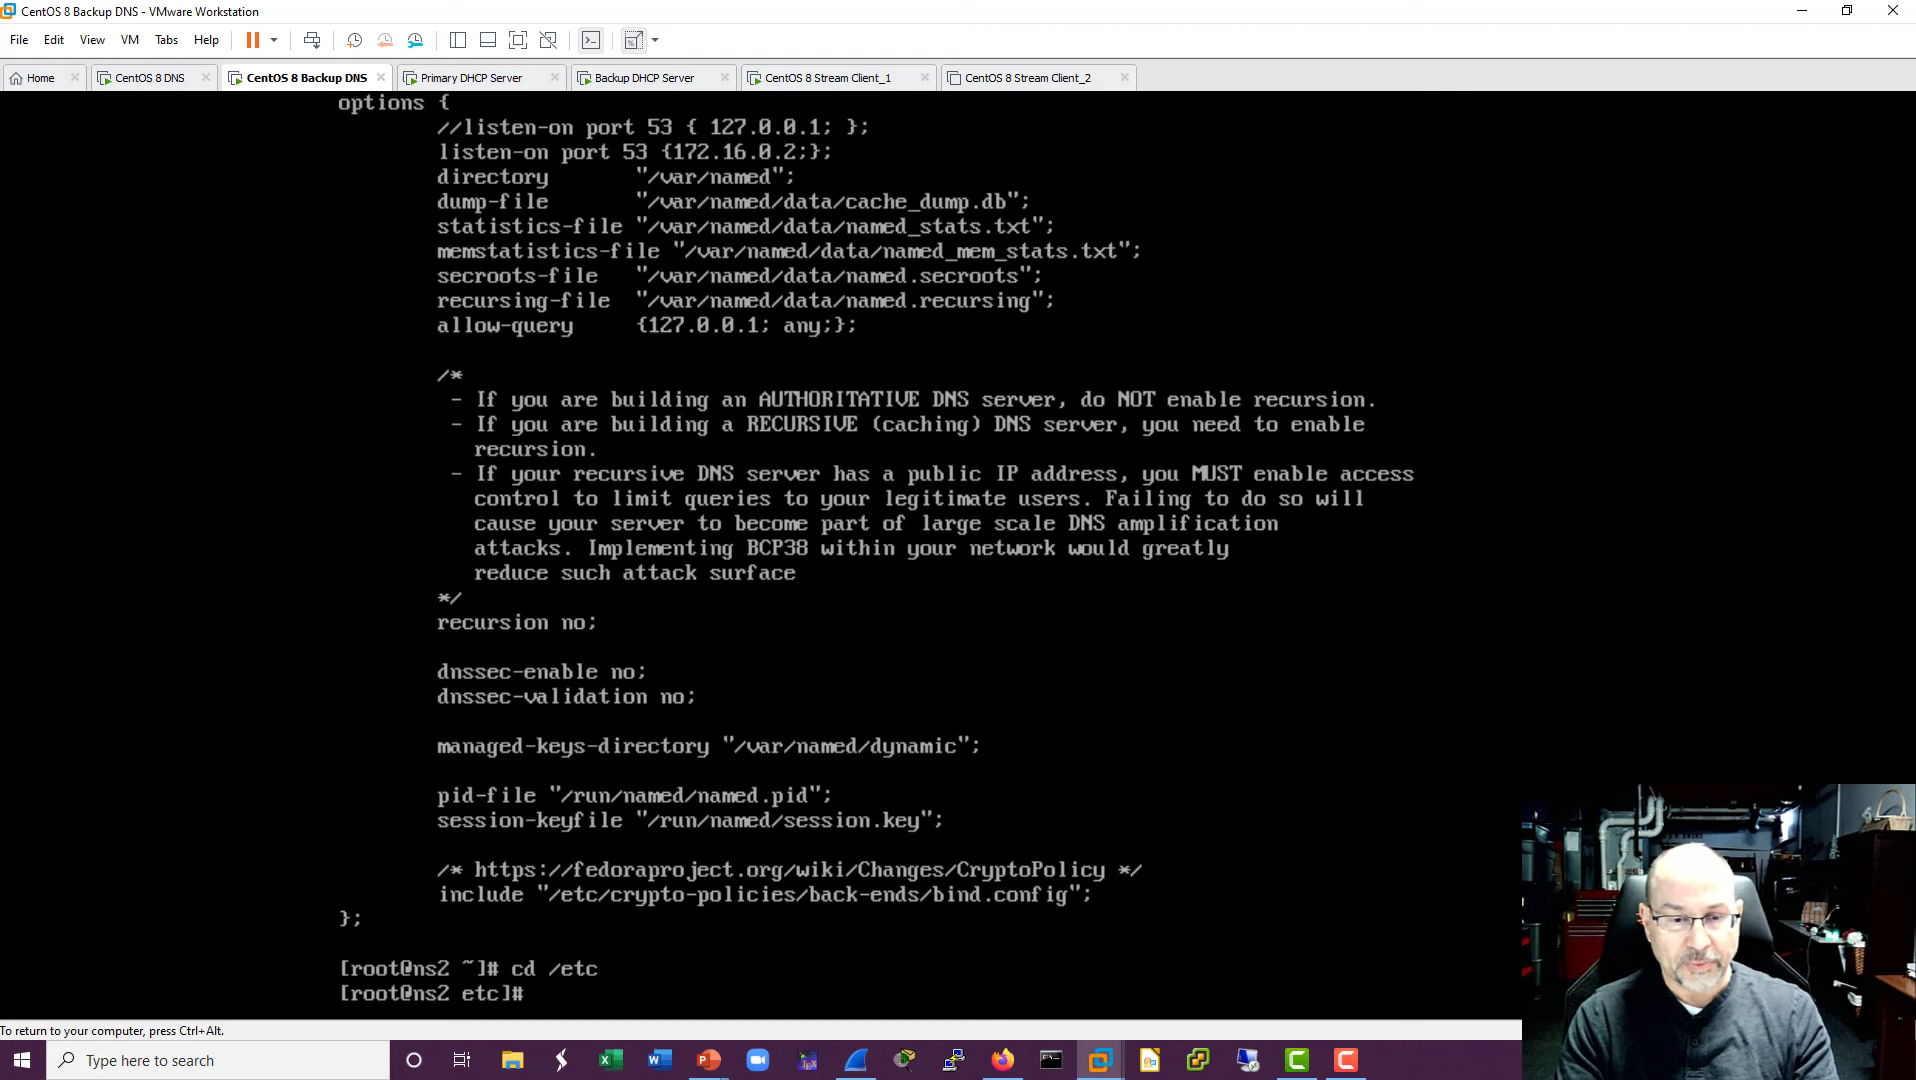 CentOS 8 Backup DNS - VMware Workstation
File Edit View VM Tabs Help
Home CentOS 8 DNS CentOS 8 Backup DNS Primary DHCP Server Backup DHCP Server CentOS 8 Stream Client_1 CentOS 8 Stream Client_2
options {
//listen-on port 53 { 127.0.0.1; };
listen-on port 53 {172.16.0.2;};
directory "/var/named";
dump-file "/var/named/data/cache_dump.db";
statistics-file "/var/named/data/named_stats.txt";
memstatistics-file "/var/named/data/named_mem_stats.txt";
secroots-file "/var/named/data/named.secroots";
recursing-file "/var/named/data/named.recursing";
allow-query {127.0.0.1; any;};
/*
- If you are building an AUTHORITATIVE DNS server, do NOT enable recursion.
- If you are building a RECURSIVE (caching) DNS server, you need to enable
recursion.
- If your recursive DNS server has a public IP address, you MUST enable access
control to limit queries to your legitimate users. Failing to do so will
cause your server to become part of large scale DNS amplification
attacks. Implementing BCP38 within your network would greatly
reduce such attack surface
*/
recursion no;
dnssec-enable no;
dnssec-validation no;
managed-keys-directory "/var/named/dynamic";
pid-file "/run/named/named.pid";
session-keyfile "/run/named/session.key";
/* https://fedoraproject.org/wiki/Changes/CryptoPolicy */
include "/etc/crypto-policies/back-ends/bind.config";
};
[root@ns2 ~]# cd /etc
[root@ns2 etc]#
To return to your computer, press Ctrl+Alt.
Type here to search